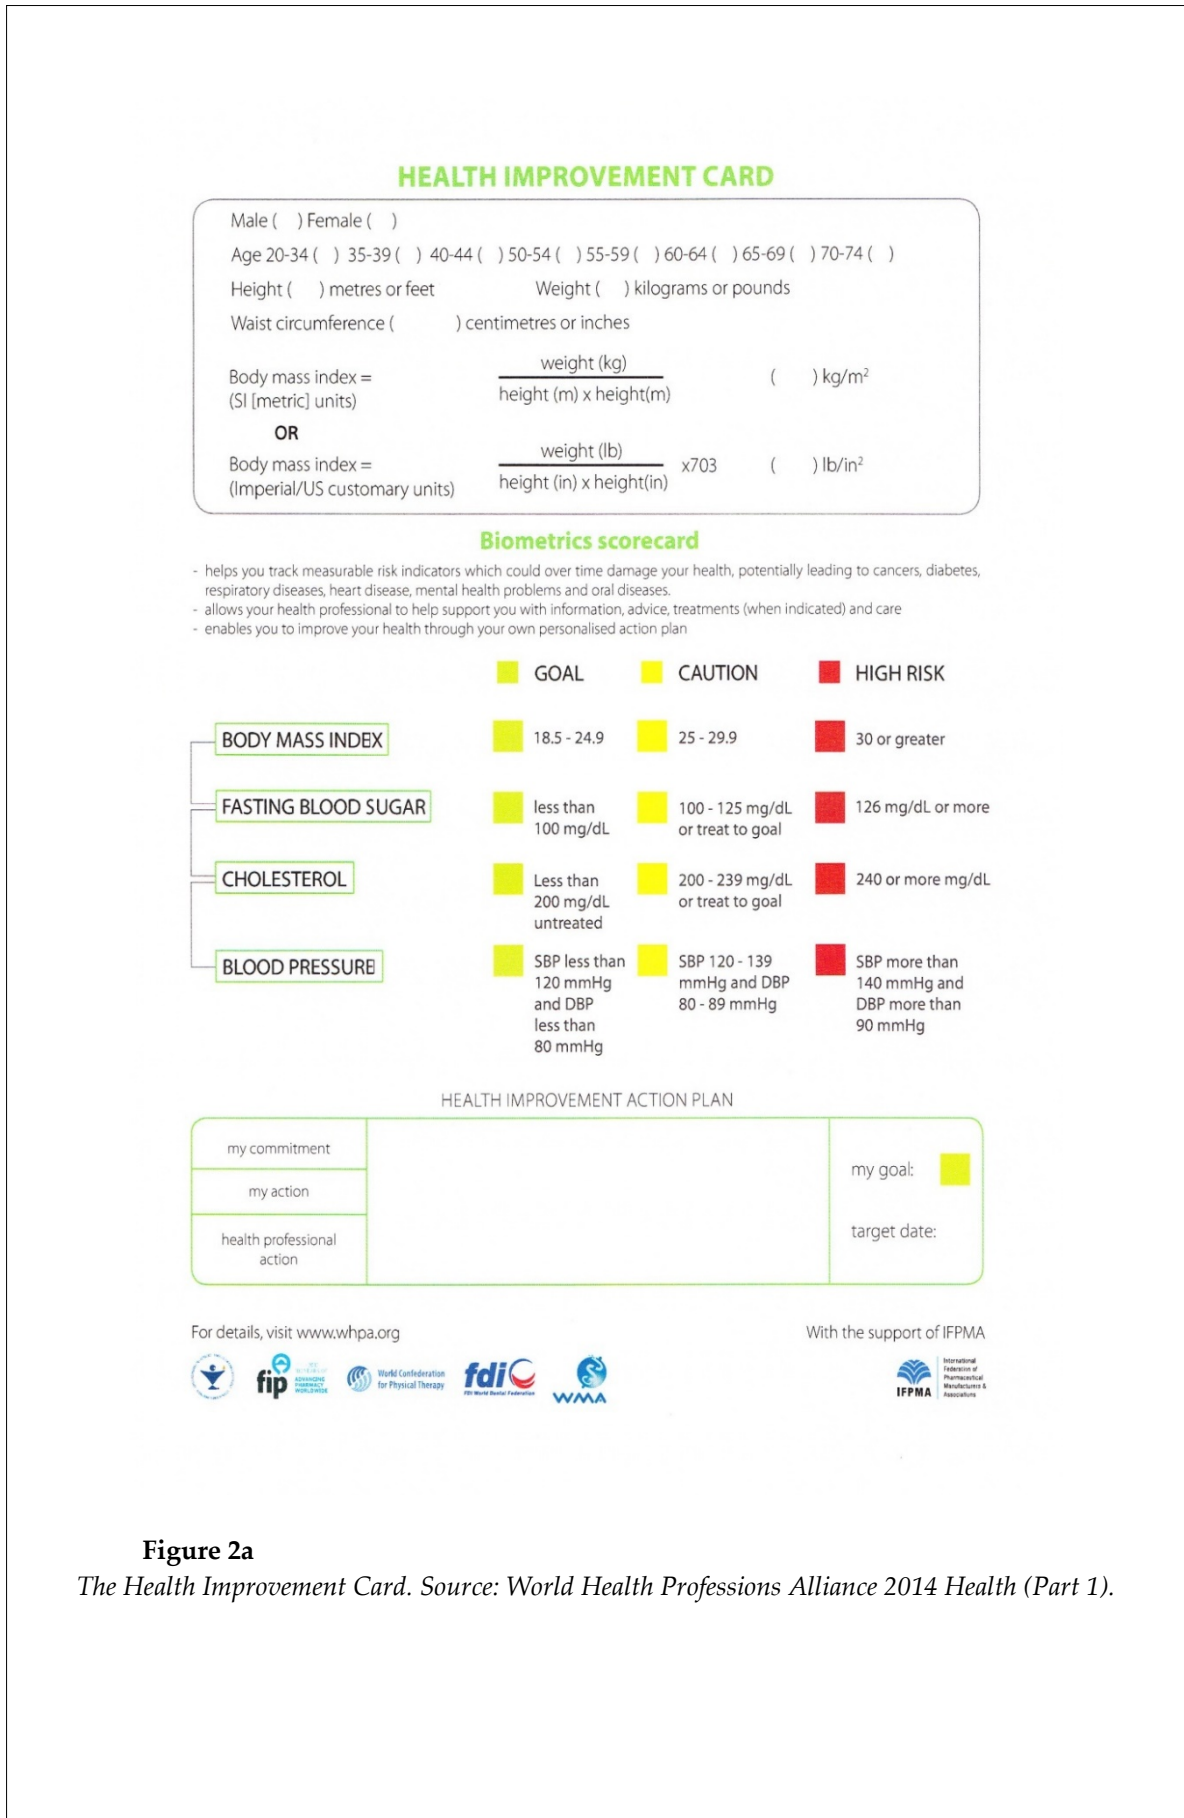 HEALTH IMPROVEMENT CARD
Male ( ) Female ( )
Age 20-34 ( ) 35-39 ( ) 40-44 ( ) 50-54 ( ) 55-59 ( ) 60-64 ( ) 65-69 ( ) 70-74 ( )
Height ( ) metres or feet Weight ( ) kilograms or pounds
Waist circumference ( ) centimetres or inches
Body mass index =
(SI [metric] units)
weight (kg)
height (m) x height(m)
( ) kg/m²
OR
Body mass index =
(Imperial/US customary units)
weight (lb)
height (in) x height(in)
x703 ( ) lb/in²
Biometrics scorecard
- helps you track measurable risk indicators which could over time damage your health, potentially leading to cancers, diabetes,
respiratory diseases, heart disease, mental health problems and oral diseases.
- allows your health professional to help support you with information, advice, treatments (when indicated) and care
- enables you to improve your health through your own personalised action plan
GOAL CAUTION HIGH RISK
BODY MASS INDEX 18.5 - 24.9 25 - 29.9 30 or greater
FASTING BLOOD SUGAR
less than
100 mg/dL
100 - 125 mg/dL
or treat to goal
126 mg/dL or more
CHOLESTEROL
Less than
200 mg/dL
untreated
200 - 239 mg/dL
or treat to goal
240 or more mg/dL
BLOOD PRESSURE
SBP less than
120 mmHg
and DBP
less than
80 mmHg
SBP 120 - 139
mmHg and DBP
80 - 89 mmHg
SBP more than
140 mmHg and
DBP more than
90 mmHg
HEALTH IMPROVEMENT ACTION PLAN
my commitment
my action
health professional
action
my goal:
target date:
For details, visit www.whpa.org With the support of IFPMA
fip
ADVANCING
PHARMACY
WORLDWIDE
World Confederation
for Physical Therapy
fdi
FDI World Dental Federation
WMA
IFPMA
International
Federation of
Pharmaceutical
Manufacturers &
Associations
Figure 2a
The Health Improvement Card. Source: World Health Professions Alliance 2014 Health (Part 1).